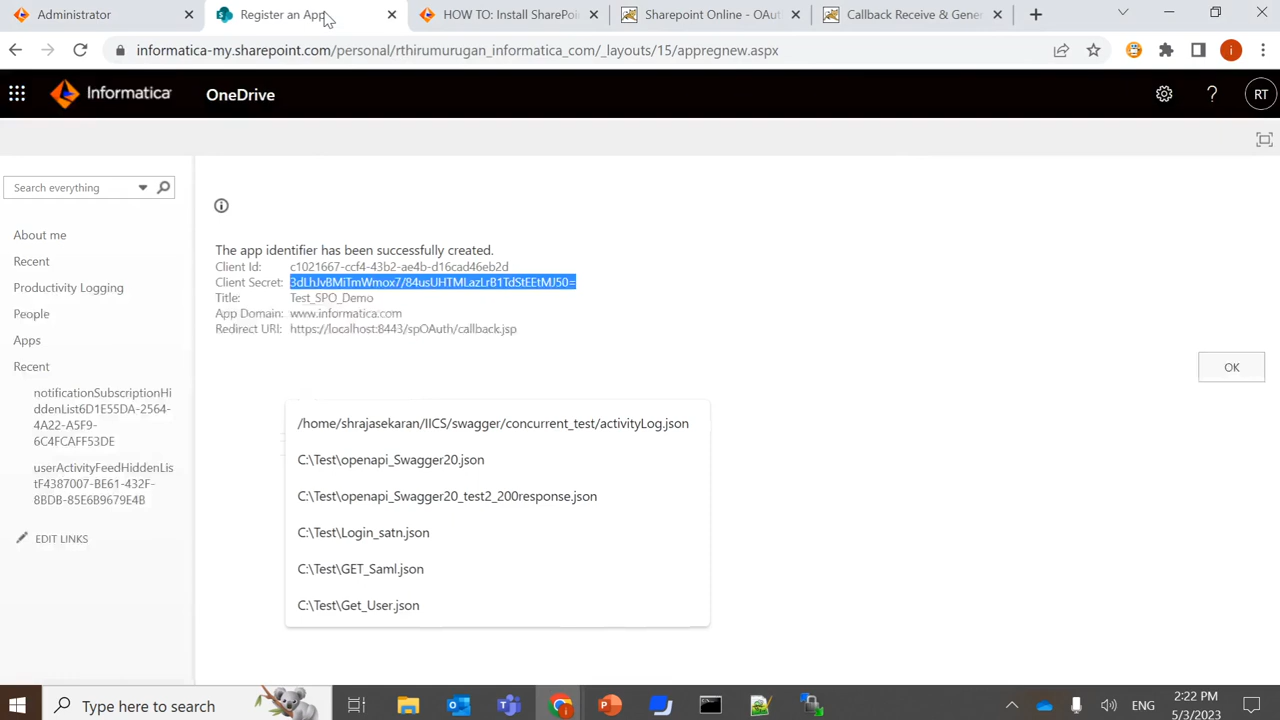 Administrator
Register an App
HOW TO: Install SharePoi
Sharepoint Online - OAut
Callback Receive & Gener
informatica-my.sharepoint.com/personal/rthirumurugan_informatica_com/_layouts/15/appregnew.aspx
i
Informatica
OneDrive
RT
Search everything
About me
Recent
Productivity Logging
People
Apps
Recent
notificationSubscriptionHi
ddenList6D1E55DA-2564-
4A22-A5F9-
6C4FCAFF53DE
userActivityFeedHiddenLis
tF4387007-BE61-432F-
8BDB-85E6B9679E4B
EDIT LINKS
The app identifier has been successfully created.
Client Id: c1021667-ccf4-43b2-ae4b-d16cad46eb2d
Client Secret: 3dLhJvBMiTmWmox7/84usUHTMLazLrB1TdStEEtMJ50=
Title: Test_SPO_Demo
App Domain: www.informatica.com
Redirect URI: https://localhost:8443/spOAuth/callback.jsp
OK
/home/shrajasekaran/IICS/swagger/concurrent_test/activityLog.json
C:\Test\openapi_Swagger20.json
C:\Test\openapi_Swagger20_test2_200response.json
C:\Test\Login_satn.json
C:\Test\GET_Saml.json
C:\Test\Get_User.json
Type here to search
ENG
2:22 PM
5/3/2023